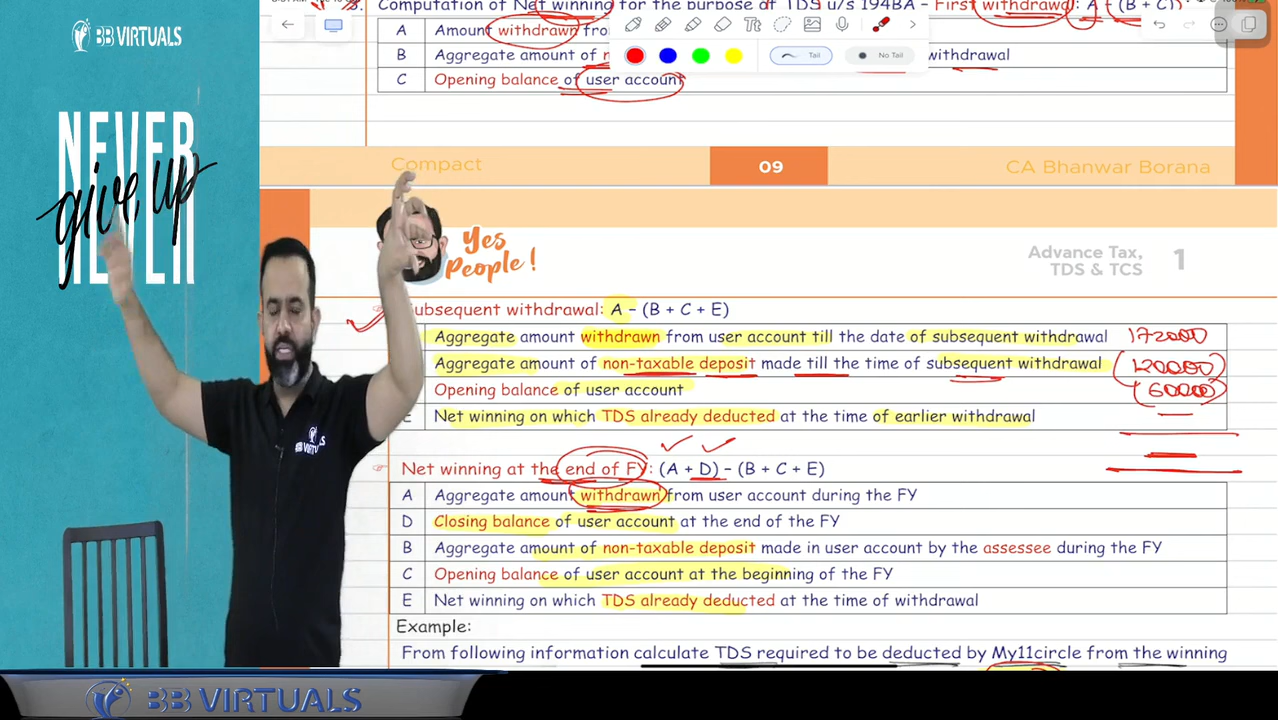 BB VIRTUALS
NEVER
give up
NEVER
Computation of Net winning for the purpose of TDS u/s 194BA – First withdrawal: A – (B + C)
A Amount withdrawn from
B Aggregate amount of withdrawal
C Opening balance of user account
Tail
No Tail
Compact 09 CA Bhanwar Borana
Yes People!
Advance Tax, TDS & TCS 1
Subsequent withdrawal: A – (B + C + E)
Aggregate amount withdrawn from user account till the date of subsequent withdrawal 172000
Aggregate amount of non-taxable deposit made till the time of subsequent withdrawal (120000)
Opening balance of user account (60000)
E Net winning on which TDS already deducted at the time of earlier withdrawal —
Net winning at the end of FY: (A + D) – (B + C + E)
A Aggregate amount withdrawn from user account during the FY
D Closing balance of user account at the end of the FY
B Aggregate amount of non-taxable deposit made in user account by the assessee during the FY
C Opening balance of user account at the beginning of the FY
E Net winning on which TDS already deducted at the time of withdrawal
Example:
From following information calculate TDS required to be deducted by My11circle from the winning
BB VIRTUALS
BB VIRTUALS